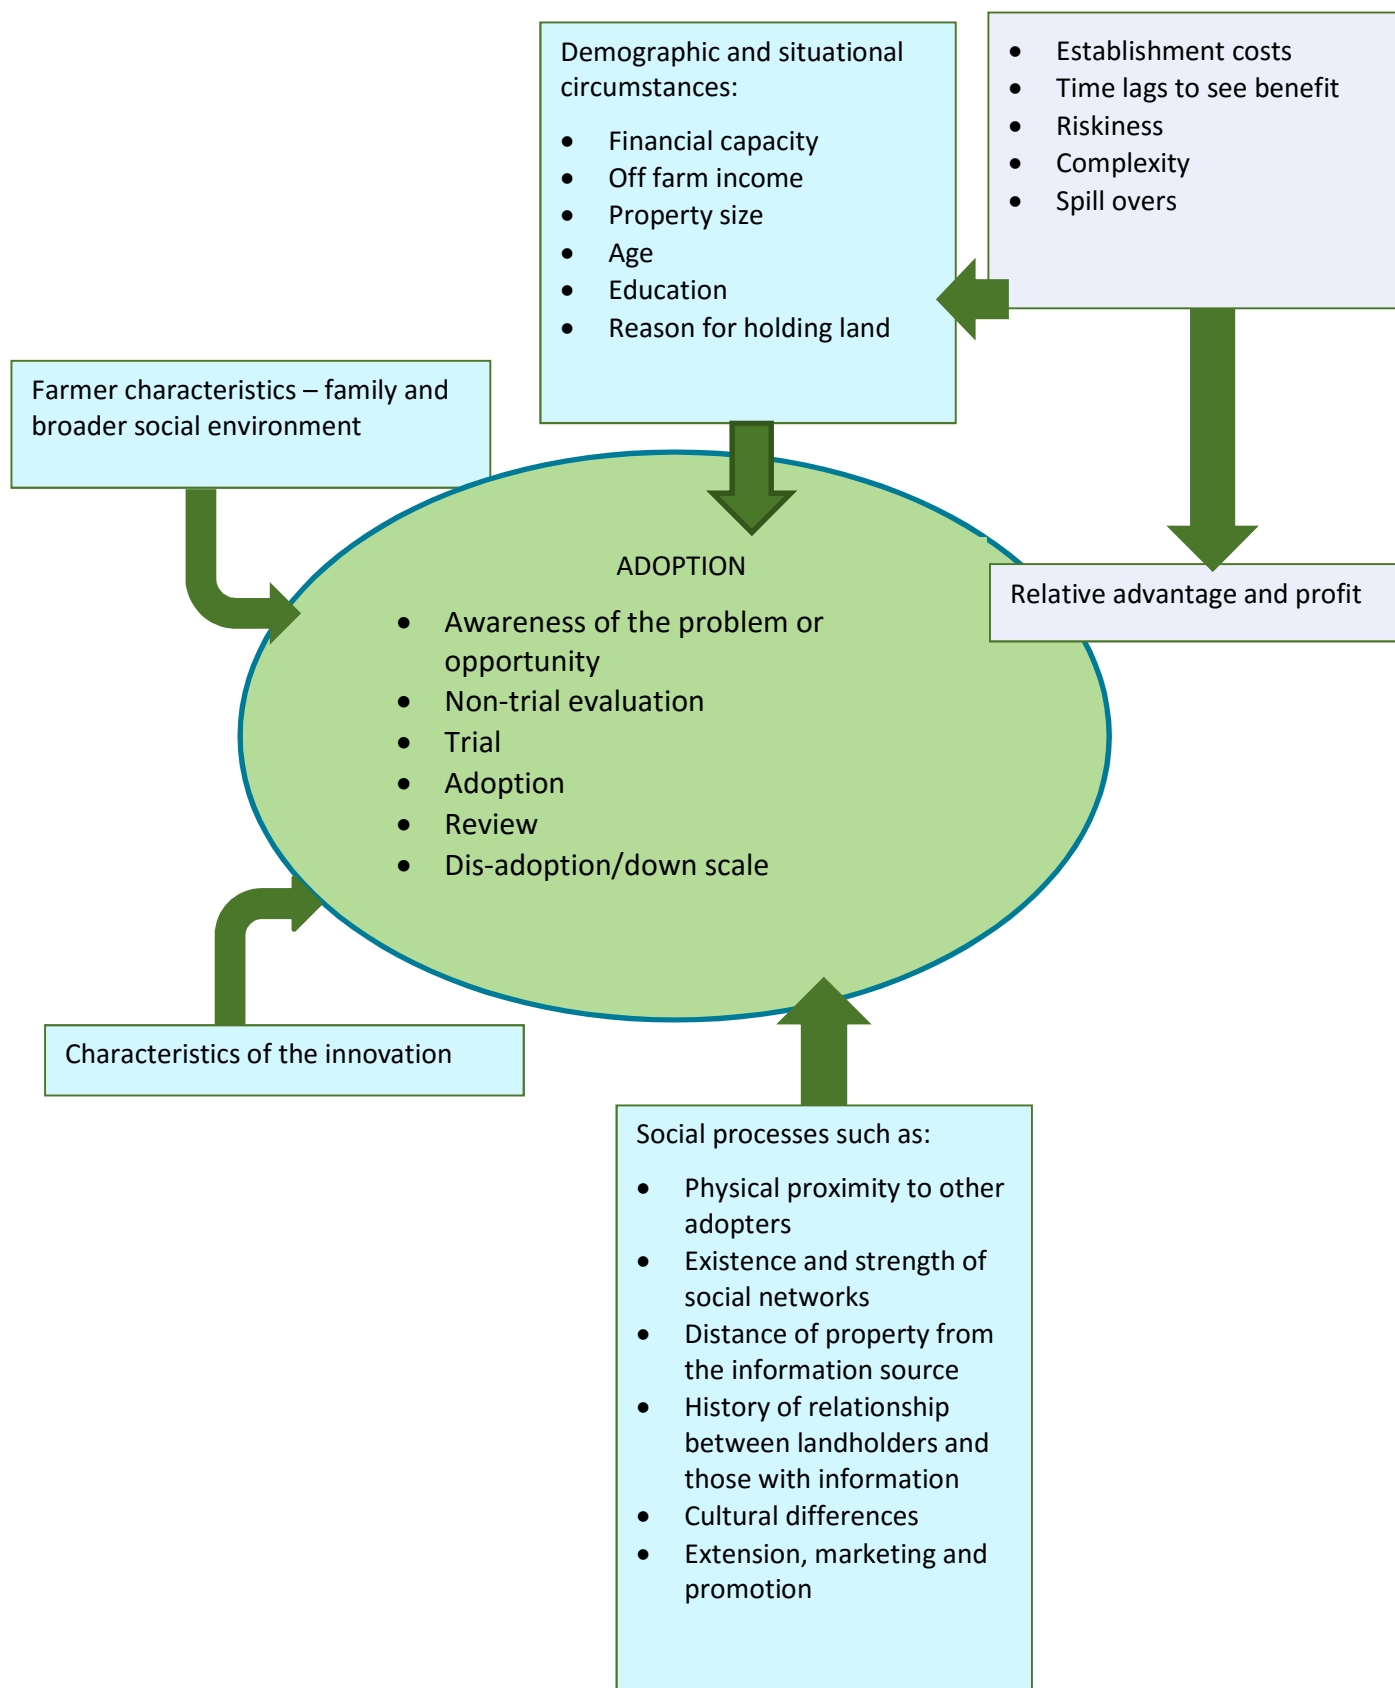 Demographic and situational
circumstances:
• Financial capacity
• Off farm income
• Property size
• Age
• Education
• Reason for holding land
• Establishment costs
• Time lags to see benefit
• Riskiness
• Complexity
• Spill overs
Farmer characteristics – family and
broader social environment
ADOPTION
• Awareness of the problem or
opportunity
• Non-trial evaluation
• Trial
• Adoption
• Review
• Dis-adoption/down scale
Relative advantage and profit
Characteristics of the innovation
Social processes such as:
• Physical proximity to other
adopters
• Existence and strength of
social networks
• Distance of property from
the information source
• History of relationship
between landholders and
those with information
• Cultural differences
• Extension, marketing and
promotion